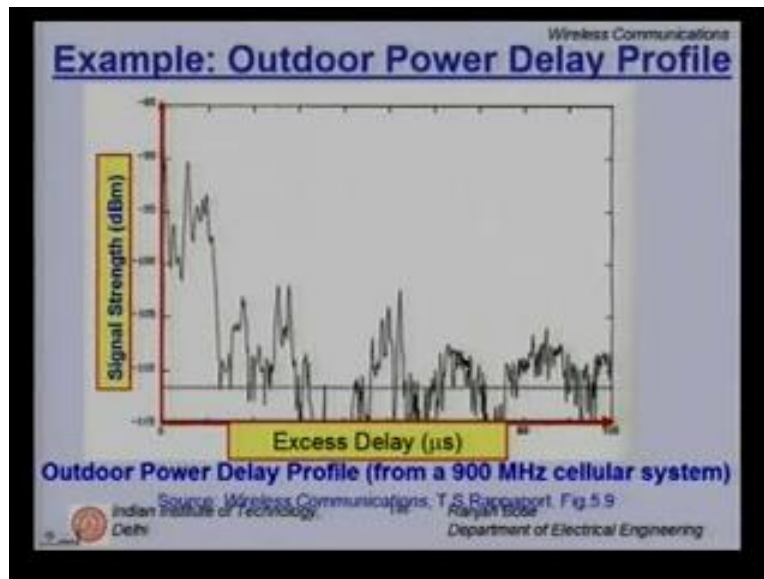 Wireless Communications
Example: Outdoor Power Delay Profile
Signal Strength (dBm)
Excess Delay (μs)
Outdoor Power Delay Profile (from a 900 MHz cellular system)
Source: Wireless Communications, T.S.Rappaport. Fig.5.9
Indian Institute of Technology,
Delhi
Department of Electrical Engineering